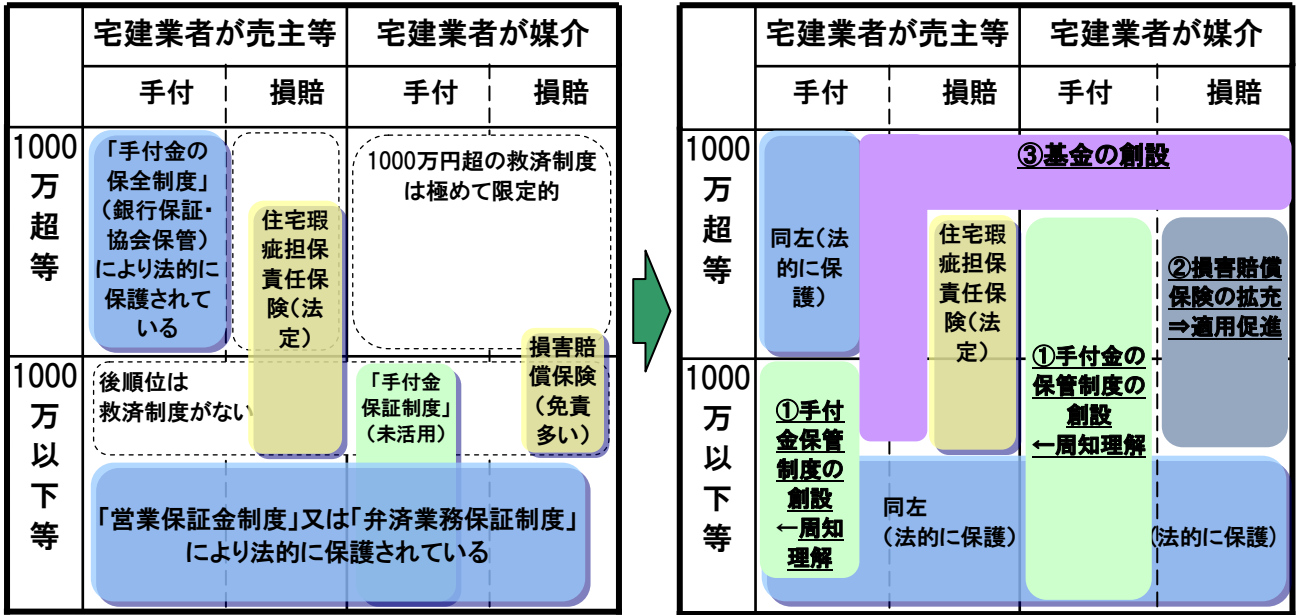 宅建業者が売主等
宅建業者が媒介
手付
損賠
手付
損賠
1000
万
超
等
「手付金の
保全制度」
(銀行保証・
協会保管)
により法的に
保護されて
いる
住宅瑕
疵担保
責任保
険(法
定)
1000万円超の救済制度
は極めて限定的
1000
万
以
下
等
後順位は
救済制度がない
「手付金
保証制度」
(未活用)
損害賠
償保険
(免責
多い)
「営業保証金制度」又は「弁済業務保証制度」
により法的に保護されている
宅建業者が売主等
宅建業者が媒介
手付
損賠
手付
損賠
1000
万
超
等
同左(法
的に保
護)
③基金の創設
住宅瑕
疵担保
責任保
険(法
定)
②損害賠償
保険の拡充
⇒適用促進
1000
万
以
下
等
①手付
金保管
制度の
創設
←周知
理解
①手付金の
保管制度の
創設
←周知理解
同左
(法的に保護)
(法的に保護)